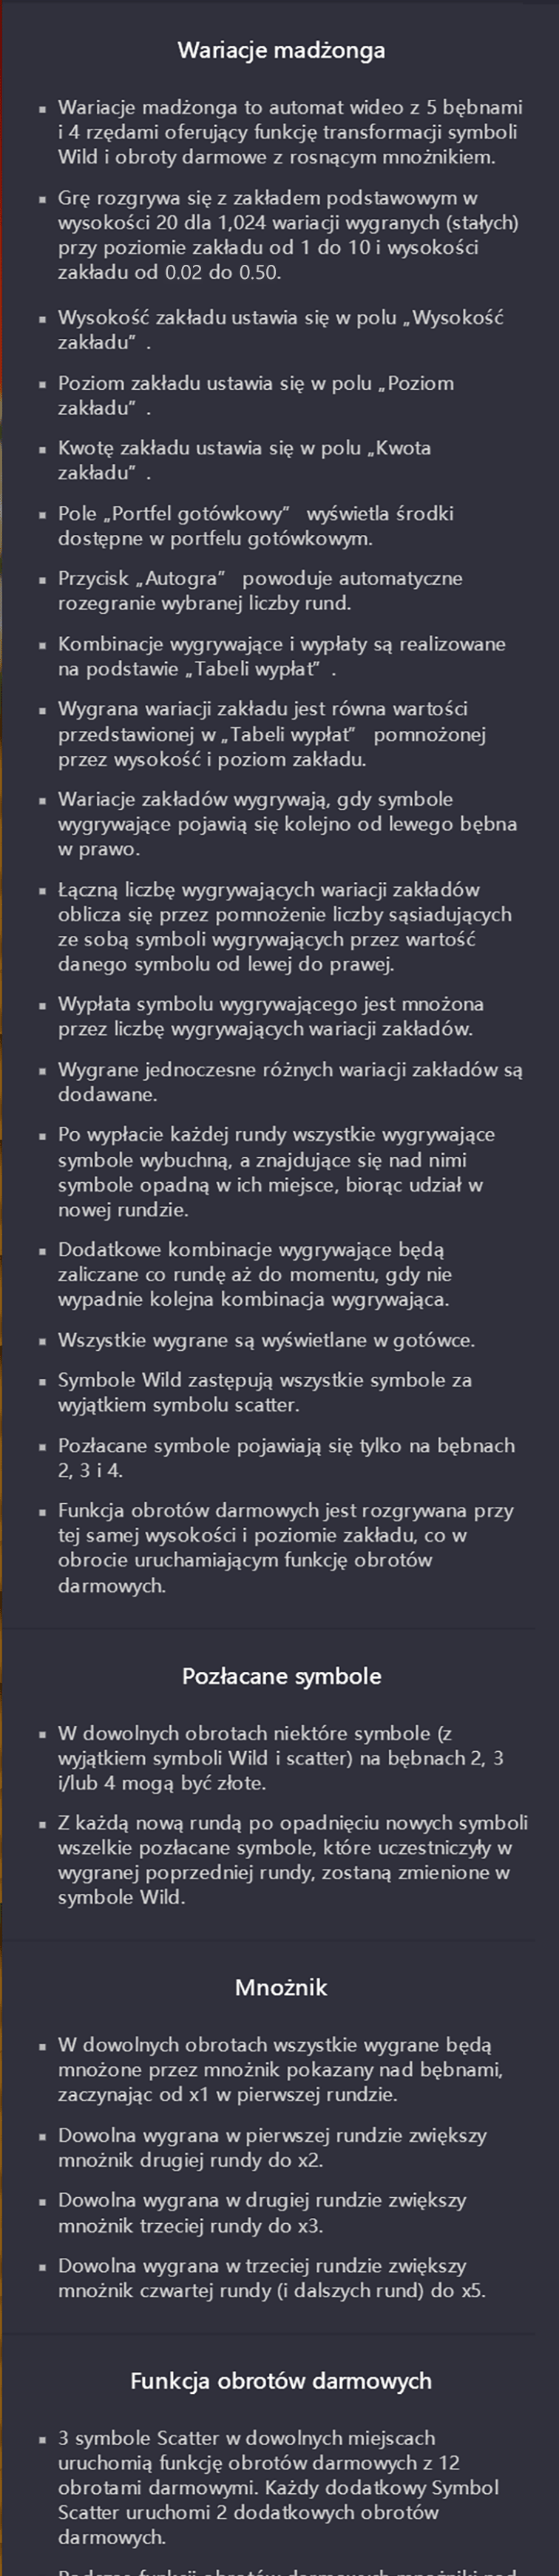 Wariacje madżonga
▪ Wariacje madżonga to automat wideo z 5 bębnami
i 4 rzędami oferujący funkcję transformacji symboli
Wild i obroty darmowe z rosnącym mnożnikiem.
▪ Grę rozgrywa się z zakładem podstawowym w
wysokości 20 dla 1,024 wariacji wygranych (stałych)
przy poziomie zakładu od 1 do 10 i wysokości
zakładu od 0.02 do 0.50.
▪ Wysokość zakładu ustawia się w polu „Wysokość
zakładu” .
▪ Poziom zakładu ustawia się w polu „Poziom
zakładu” .
▪ Kwotę zakładu ustawia się w polu „Kwota
zakładu” .
▪ Pole „Portfel gotówkowy” wyświetla środki
dostępne w portfelu gotówkowym.
▪ Przycisk „Autogra” powoduje automatyczne
rozegranie wybranej liczby rund.
▪ Kombinacje wygrywające i wypłaty są realizowane
na podstawie „Tabeli wypłat” .
▪ Wygrana wariacji zakładu jest równa wartości
przedstawionej w „Tabeli wypłat” pomnożonej
przez wysokość i poziom zakładu.
▪ Wariacje zakładów wygrywają, gdy symbole
wygrywające pojawią się kolejno od lewego bębna
w prawo.
▪ Łączną liczbę wygrywających wariacji zakładów
oblicza się przez pomnożenie liczby sąsiadujących
ze sobą symboli wygrywających przez wartość
danego symbolu od lewej do prawej.
▪ Wypłata symbolu wygrywającego jest mnożona
przez liczbę wygrywających wariacji zakładów.
▪ Wygrane jednoczesne różnych wariacji zakładów są
dodawane.
▪ Po wypłacie każdej rundy wszystkie wygrywające
symbole wybuchną, a znajdujące się nad nimi
symbole opadną w ich miejsce, biorąc udział w
nowej rundzie.
▪ Dodatkowe kombinacje wygrywające będą
zaliczane co rundę aż do momentu, gdy nie
wypadnie kolejna kombinacja wygrywająca.
▪ Wszystkie wygrane są wyświetlane w gotówce.
▪ Symbole Wild zastępują wszystkie symbole za
wyjątkiem symbolu scatter.
▪ Pozłacane symbole pojawiają się tylko na bębnach
2, 3 i 4.
▪ Funkcja obrotów darmowych jest rozgrywana przy
tej samej wysokości i poziomie zakładu, co w
obrocie uruchamiającym funkcję obrotów
darmowych.
Pozłacane symbole
▪ W dowolnych obrotach niektóre symbole (z
wyjątkiem symboli Wild i scatter) na bębnach 2, 3
i/lub 4 mogą być złote.
▪ Z każdą nową rundą po opadnięciu nowych symboli
wszelkie pozłacane symbole, które uczestniczyły w
wygranej poprzedniej rundy, zostaną zmienione w
symbole Wild.
Mnożnik
▪ W dowolnych obrotach wszystkie wygrane będą
mnożone przez mnożnik pokazany nad bębnami,
zaczynając od x1 w pierwszej rundzie.
▪ Dowolna wygrana w pierwszej rundzie zwiększy
mnożnik drugiej rundy do x2.
▪ Dowolna wygrana w drugiej rundzie zwiększy
mnożnik trzeciej rundy do x3.
▪ Dowolna wygrana w trzeciej rundzie zwiększy
mnożnik czwartej rundy (i dalszych rund) do x5.
Funkcja obrotów darmowych
▪ 3 symbole Scatter w dowolnych miejscach
uruchomią funkcję obrotów darmowych z 12
obrotami darmowymi. Każdy dodatkowy Symbol
Scatter uruchomi 2 dodatkowych obrotów
darmowych.